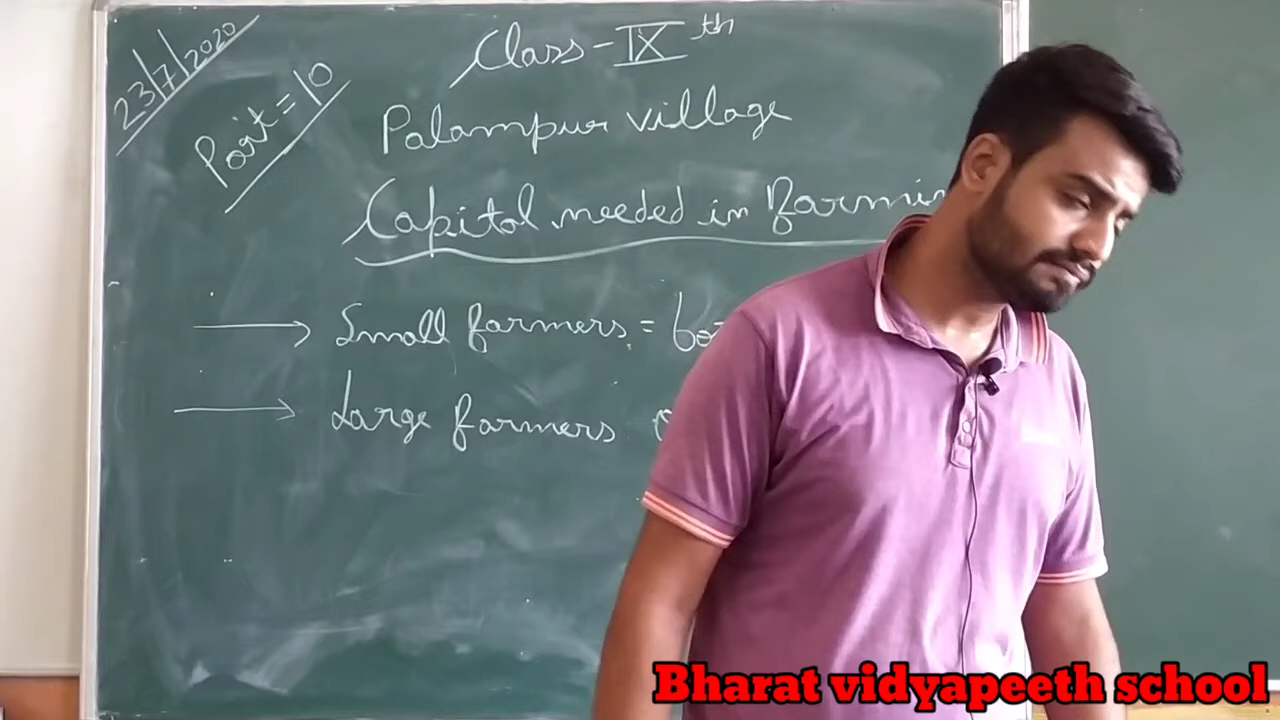 23/7/2020
Part = 10
Class - IX th
Palampur village
Capital needed in
Small farmers =
Large farmers
Bharat vidyapeeth school